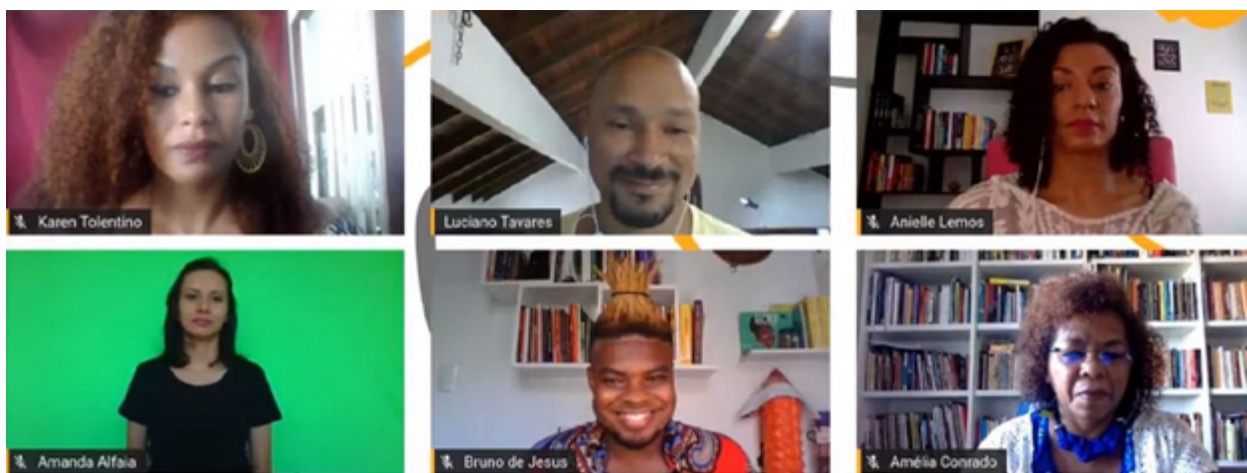 Karen Tolentino
Luciano Tavares
Anielle Lemos
Amanda Alfaia
Bruno de Jesus
Amélia Conrado